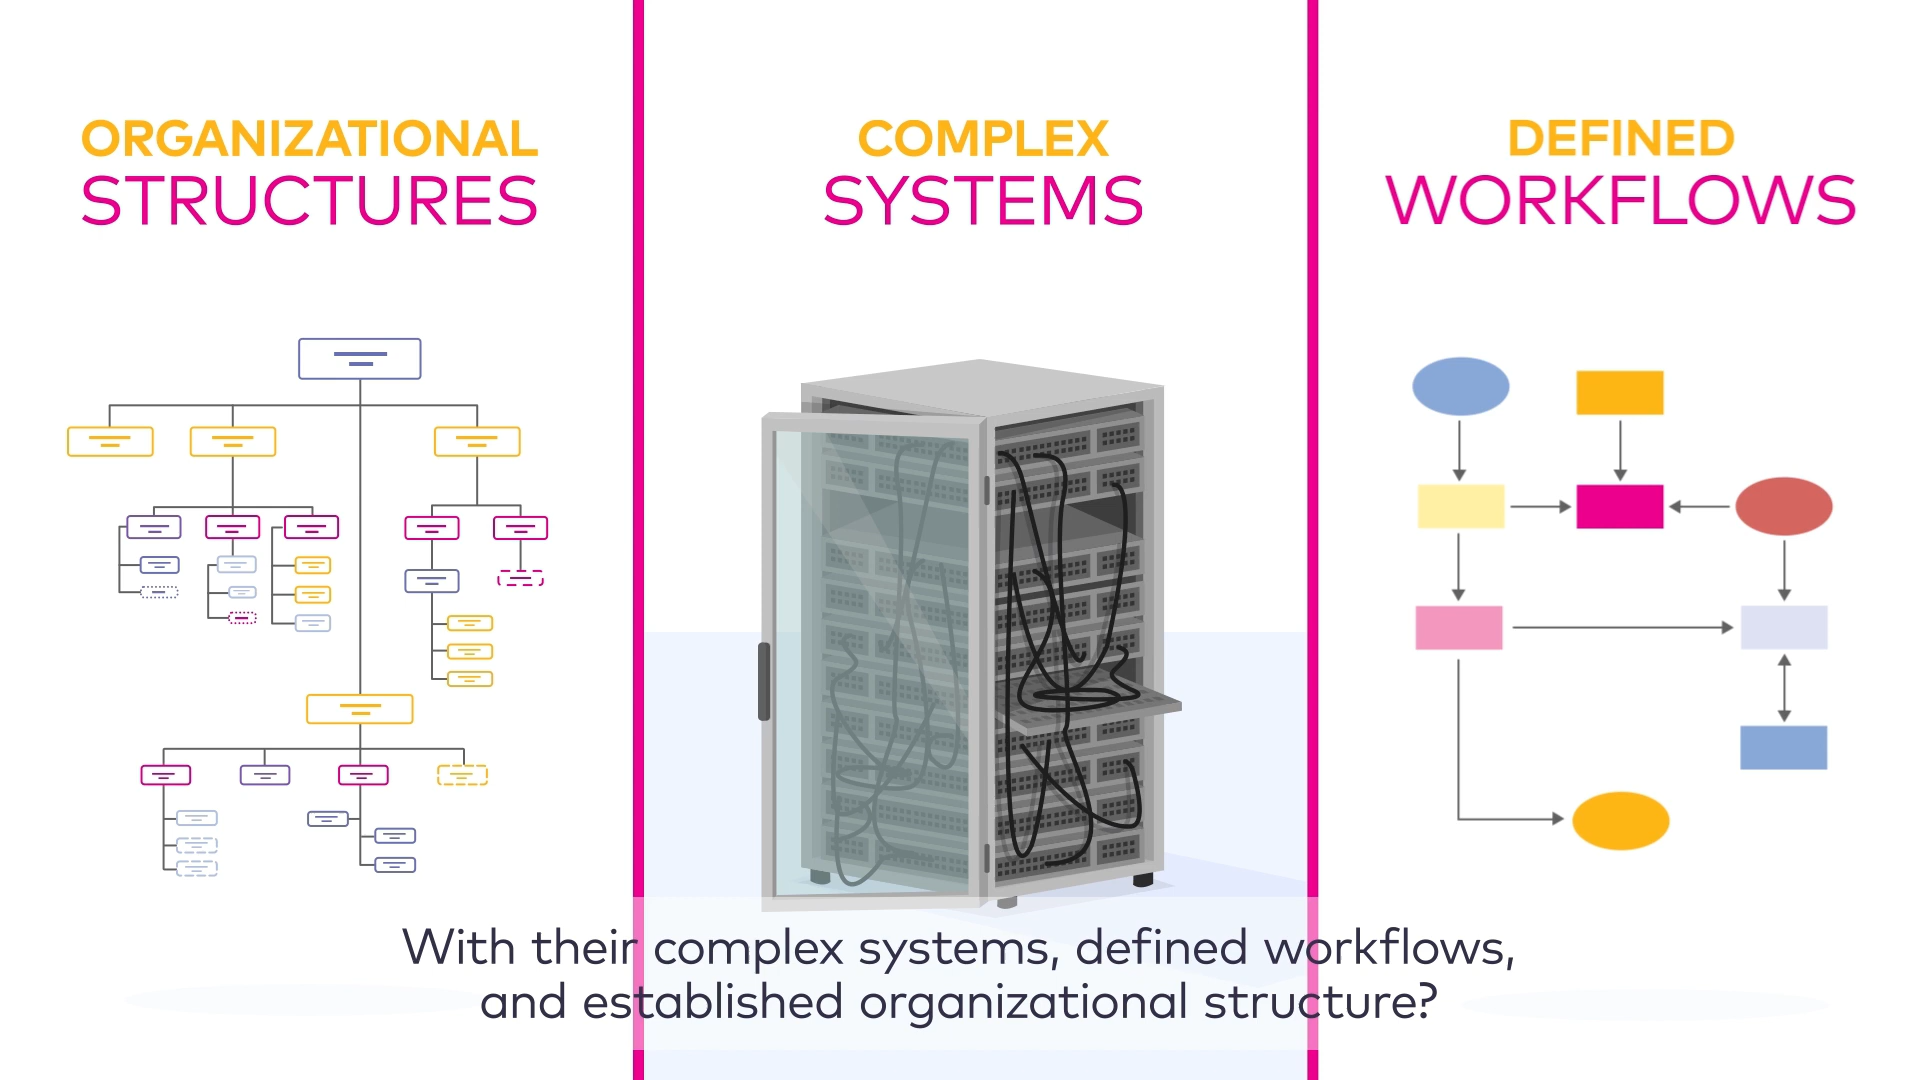 ORGANIZATIONAL
STRUCTURES
COMPLEX
SYSTEMS
DEFINED
WORKFLOWS
With their complex systems, defined workflows,
and established organizational structure?